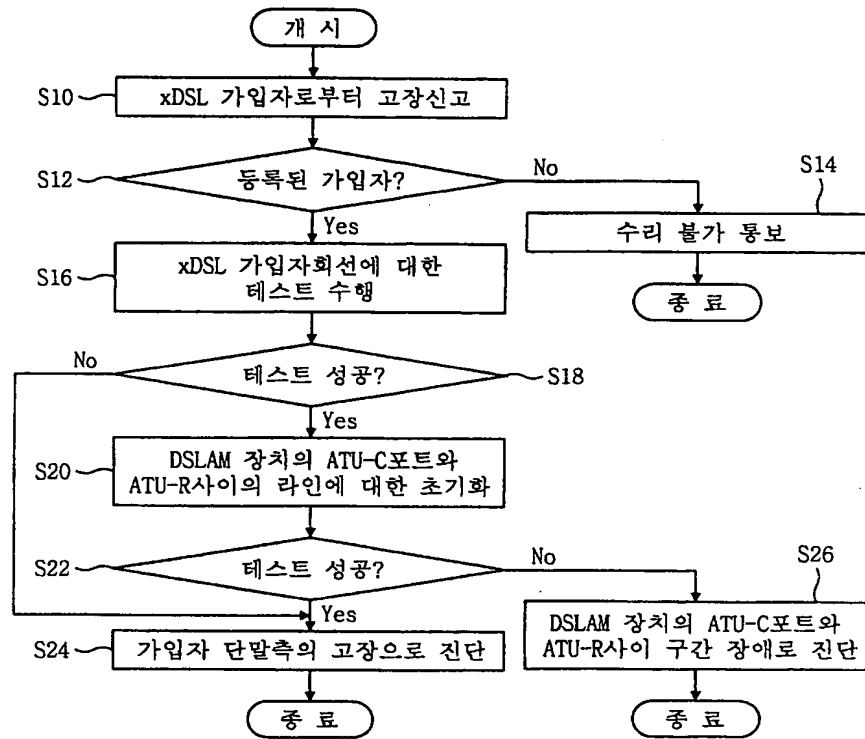 개 시
S10
xDSL 가입자로부터 고장신고
S12
등록된 가입자?
No
S14
수리 불가 통보
종 료
Yes
S16
xDSL 가입자회선에 대한
테스트 수행
No
테스트 성공?
S18
Yes
S20
DSLAM 장치의 ATU-C포트와
ATU-R사이의 라인에 대한 초기화
S22
테스트 성공?
No
S26
DSLAM 장치의 ATU-C포트와
ATU-R사이 구간 장애로 진단
종 료
Yes
S24
가입자 단말측의 고장으로 진단
종 료